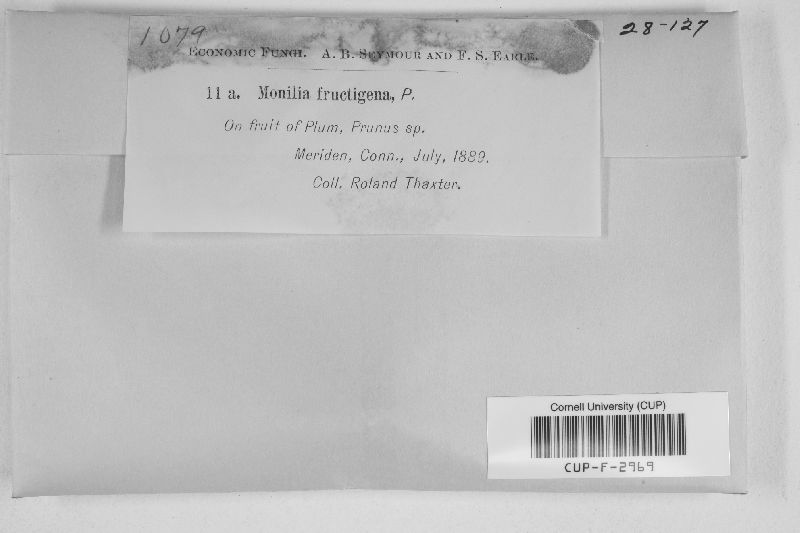 1079
28-127
Economic Fungi. A. B. Seymour and F. S. Earle.
11 a. Monilia fructigena, P.
On fruit of Plum, Prunus sp.
Meriden, Conn., July, 1889.
Coll. Roland Thaxter.
Cornell University (CUP)
CUP-F-2969